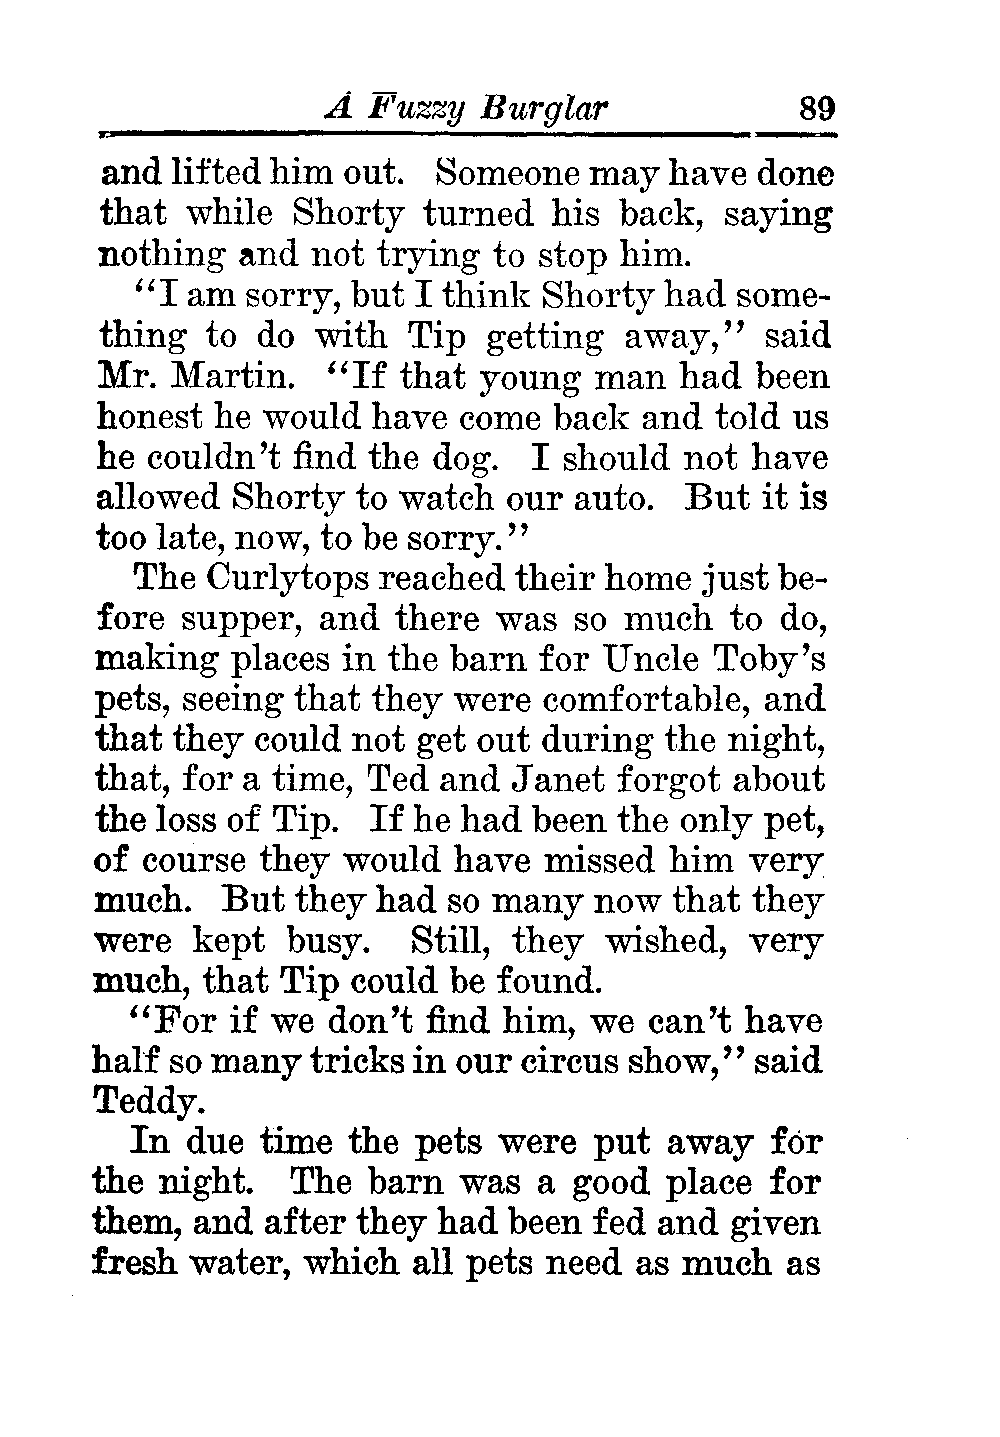 A Fuzzy Burglar 89
and lifted him out. Someone may have done
that while Shorty turned his back, saying
nothing and not trying to stop him.
"I am sorry, but I think Shorty had some-
thing to do with Tip getting away," said
Mr. Martin. "If that young man had been
honest he would have come back and told us
he couldn't find the dog. I should not have
allowed Shorty to watch our auto. But it is
too late, now, to be sorry."
The Curlytops reached their home just be-
fore supper, and there was so much to do,
making places in the barn for Uncle Toby's
pets, seeing that they were comfortable, and
that they could not get out during the night,
that, for a time, Ted and Janet forgot about
the loss of Tip. If he had been the only pet,
of course they would have missed him very
much. But they had so many now that they
were kept busy. Still, they wished, very
much, that Tip could be found.
"For if we don't find him, we can't have
half so many tricks in our circus show," said
Teddy.
In due time the pets were put away for
the night. The barn was a good place for
them, and after they had been fed and given
fresh water, which all pets need as much as